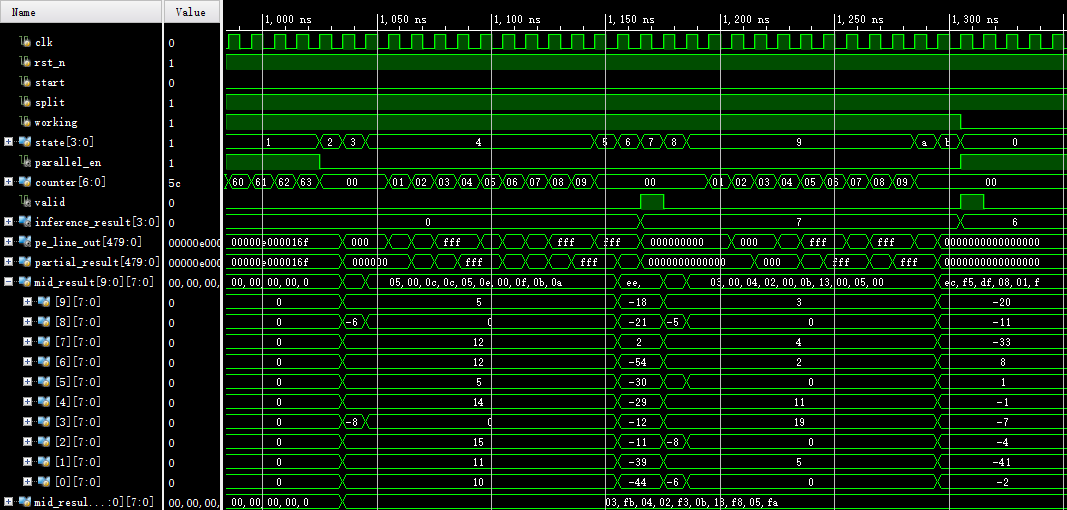 Name Value 1,000 ns 1,050 ns 1,100 ns 1,150 ns 1,200 ns 1,250 ns 1,300 ns
clk 0
rst_n 1
start 0
split 1
working 1
state[3:0] 1 1 2 3 4 5 6 7 8 9 a b 0
parallel_en 1
counter[6:0] 5c 60 61 62 63 00 01 02 03 04 05 06 07 08 09 00 01 02 03 04 05 06 07 08 09 00
valid 0
inference_result[3:0] 0 0 7 6
pe_line_out[479:0] 00000e000 00000e000016f 000 fff fff fff 000000000 000 fff fff 0000000000000000
partial_result[479:0] 00000e000 00000e000016f 000000 fff fff 0000000000000 000 fff fff 0000000000000000
mid_result[9:0][7:0] 00,00,00, 00,00,00,00,0 05,00,0c,0c,05,0e,00,0f,0b,0a ee, 03,00,04,02,00,0b,13,00,05,00 ec,f5,df,08,01,f
[9][7:0] 0 0 5 -18 3 -20
[8][7:0] 0 0 -6 0 -21 -5 0 -11
[7][7:0] 0 0 12 2 4 -33
[6][7:0] 0 0 12 -54 2 8
[5][7:0] 0 0 5 -30 0 1
[4][7:0] 0 0 14 -29 11 -1
[3][7:0] 0 0 -8 0 -12 19 -7
[2][7:0] 0 0 15 -11 -8 0 -4
[1][7:0] 0 0 11 -39 5 -41
[0][7:0] 0 0 10 -44 -6 0 -2
mid_resul...:0][7:0] 00,00,00, 00,00,00,00,0 03,fb,04,02,f3,0b,13,f8,05,fa